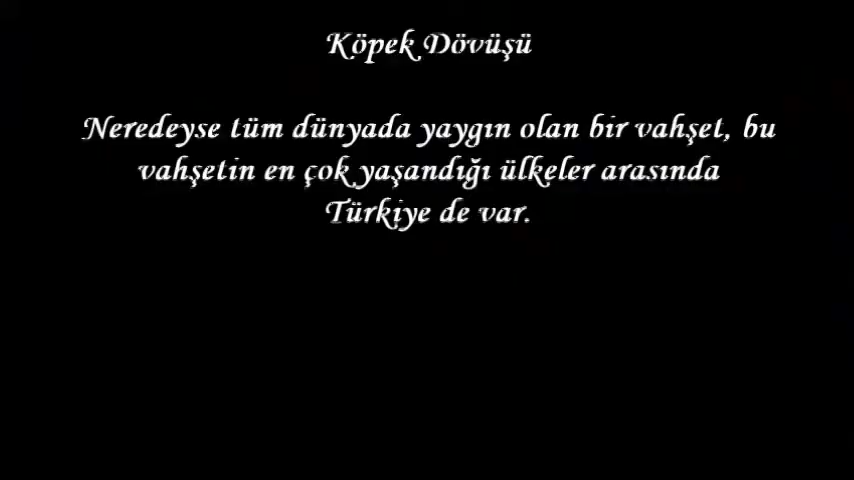 Köpek Dövüşü
Neredeyse tüm dünyada yaygın olan bir vahşet, bu
vahşetin en çok yaşandığı ülkeler arasında
Türkiye de var.